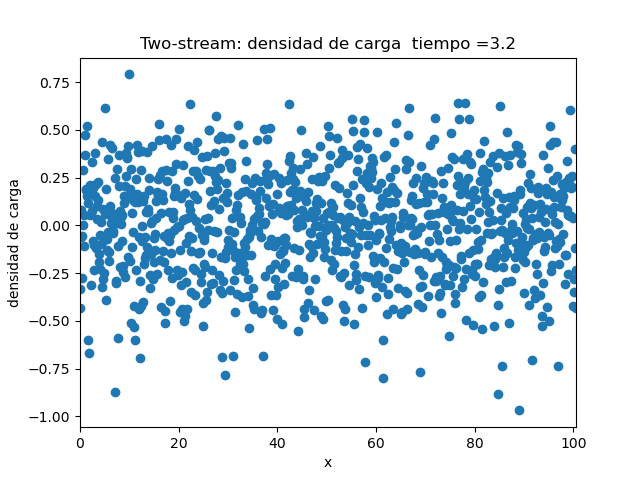 Two-stream: densidad de carga  tiempo =3.2
densidad de carga
0.75
0.50
0.25
0.00
−0.25
−0.50
−0.75
−1.00
0 20 40 60 80 100
x